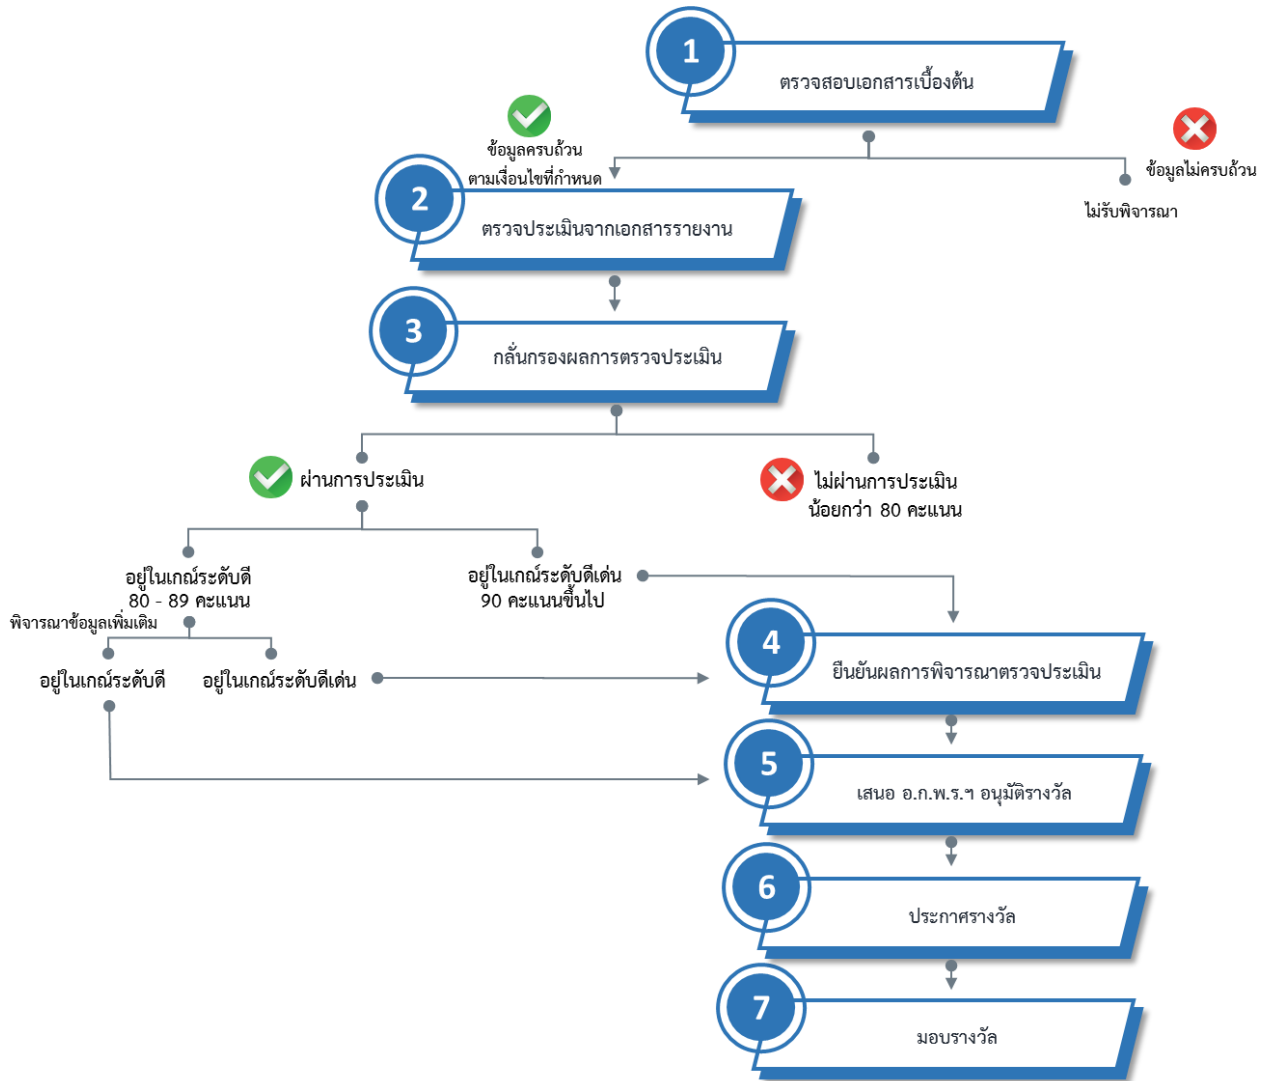 1
ตรวจสอบเอกสารเบื้องต้น
ข้อมูลครบถ้วน
ตามเงื่อนไขที่กำหนด
ข้อมูลไม่ครบถ้วน
ไม่รับพิจารณา
2
ตรวจประเมินจากเอกสารรายงาน
3
กลั่นกรองผลการตรวจประเมิน
ผ่านการประเมิน
ไม่ผ่านการประเมิน
น้อยกว่า 80 คะแนน
อยู่ในเกณ์ระดับดี
80 - 89 คะแนน
อยู่ในเกณ์ระดับดีเด่น
90 คะแนนขึ้นไป
พิจารณาข้อมูลเพิ่มเติม
อยู่ในเกณ์ระดับดี
อยู่ในเกณ์ระดับดีเด่น
4
ยืนยันผลการพิจารณาตรวจประเมิน
5
เสนอ อ.ก.พ.ร.ฯ อนุมัติรางวัล
6
ประกาศรางวัล
7
มอบรางวัล